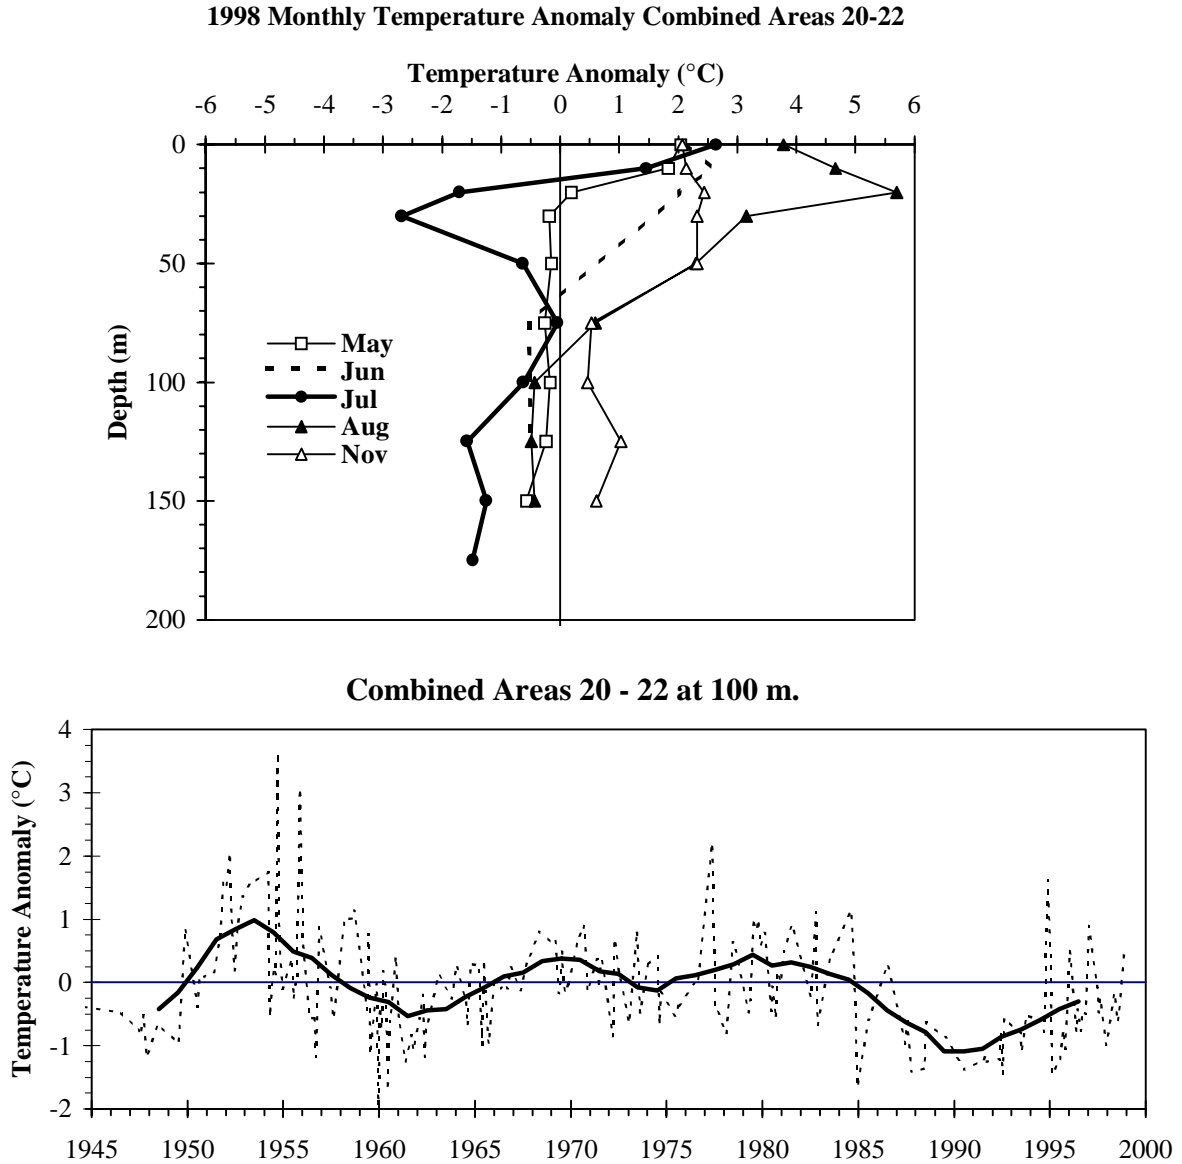 1998 Monthly Temperature Anomaly Combined Areas 20-22
Temperature Anomaly (°C)
-6 -5 -4 -3 -2 -1 0 1 2 3 4 5 6
0
50
100
150
200
Depth (m)
May
Jun
Jul
Aug
Nov
Combined Areas 20 - 22 at 100 m.
Temperature Anomaly (°C)
4
3
2
1
0
-1
-2
1945 1950 1955 1960 1965 1970 1975 1980 1985 1990 1995 2000